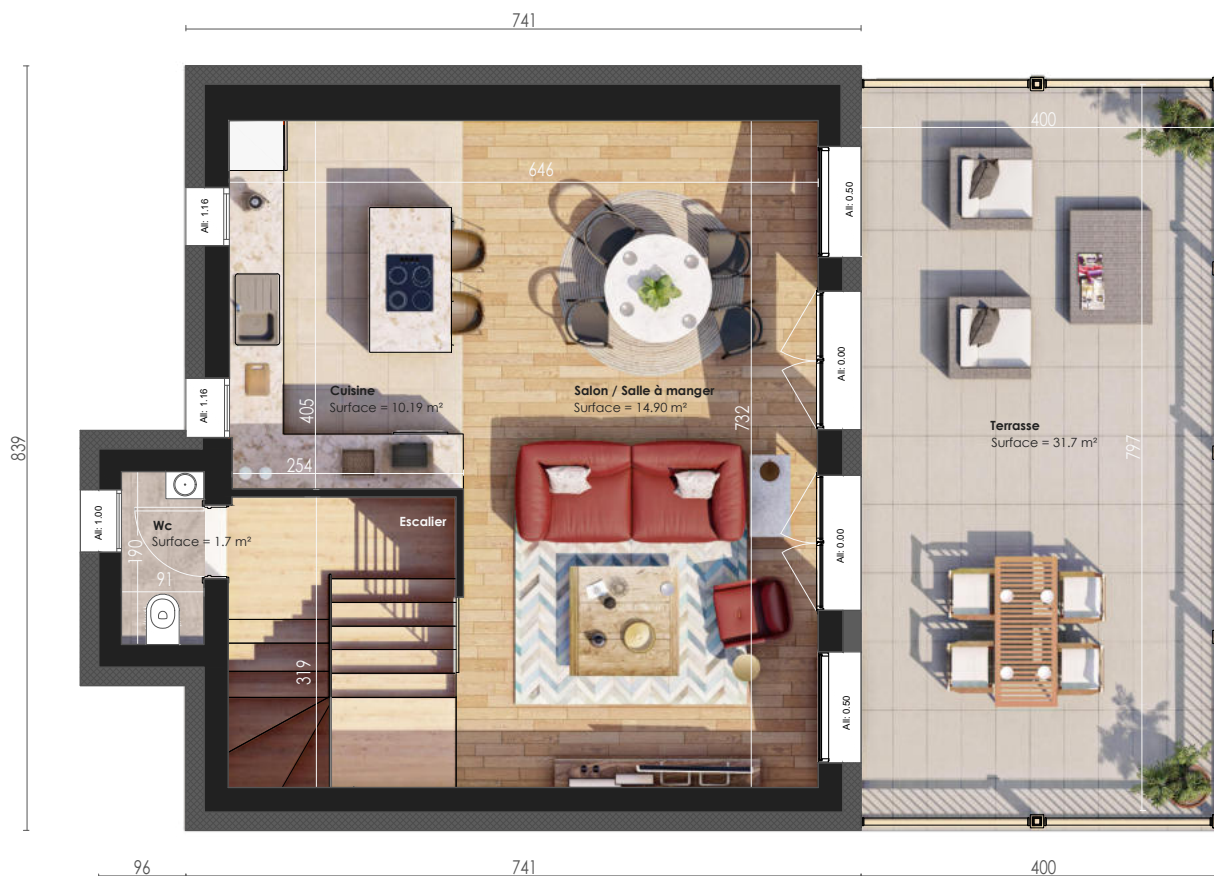 741
839
400
646
All: 1.16
All: 0.50
All: 0.00
Cuisine
Surface = 10.19 m²
Salon / Salle à manger
Surface = 14.90 m²
All: 1.16
405
732
Terrasse
Surface = 31.7 m²
797
254
All: 1.00
Wc
Surface = 1.7 m²
Escalier
All: 0.00
190
91
319
All: 0.50
96
741
400